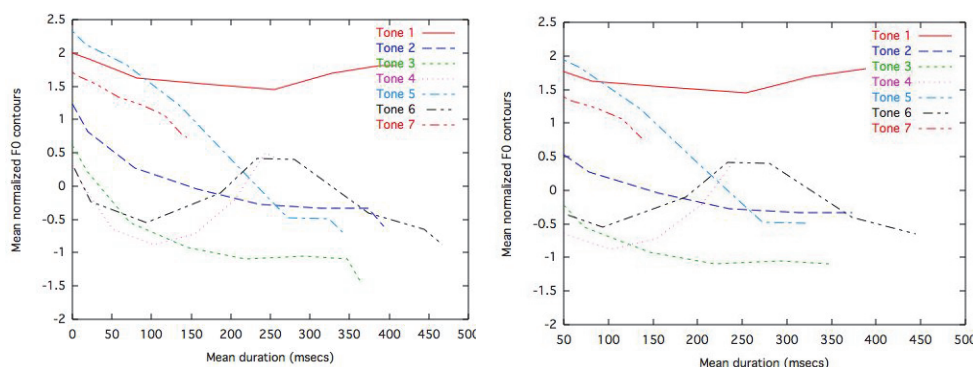 2.5
2
1.5
1
0.5
0
-0.5
-1
-1.5
-2
Mean normalized F0 contours
0 50 100 150 200 250 300 350 400 450 500
Mean duration (msecs)
Tone 1
Tone 2
Tone 3
Tone 4
Tone 5
Tone 6
Tone 7
2.5
2
1.5
1
0.5
0
-0.5
-1
-1.5
-2
Mean normalized F0 contours
50 100 150 200 250 300 350 400 450 500
Mean duration (msecs)
Tone 1
Tone 2
Tone 3
Tone 4
Tone 5
Tone 6
Tone 7